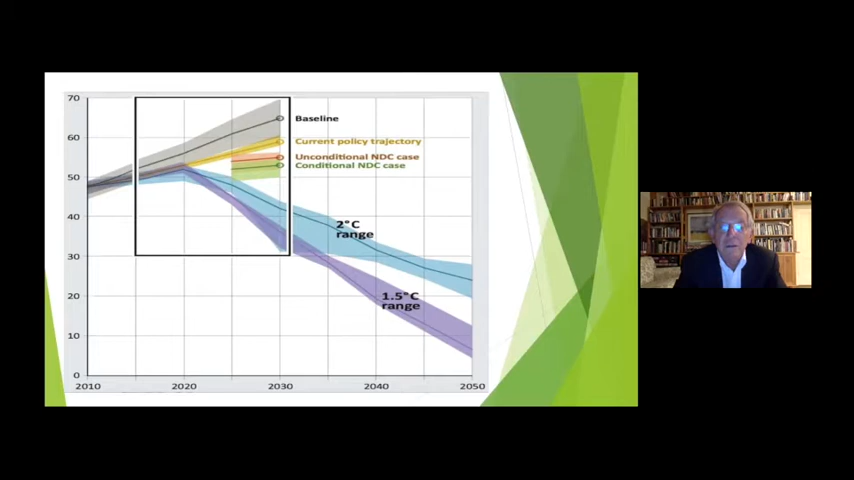 70
Baseline
60
Current policy trajectory
Unconditional NDC case
Conditional NDC case
50
40
2°C
range
30
1.5°C
range
20
10
0
2010 2020 2030 2040 2050